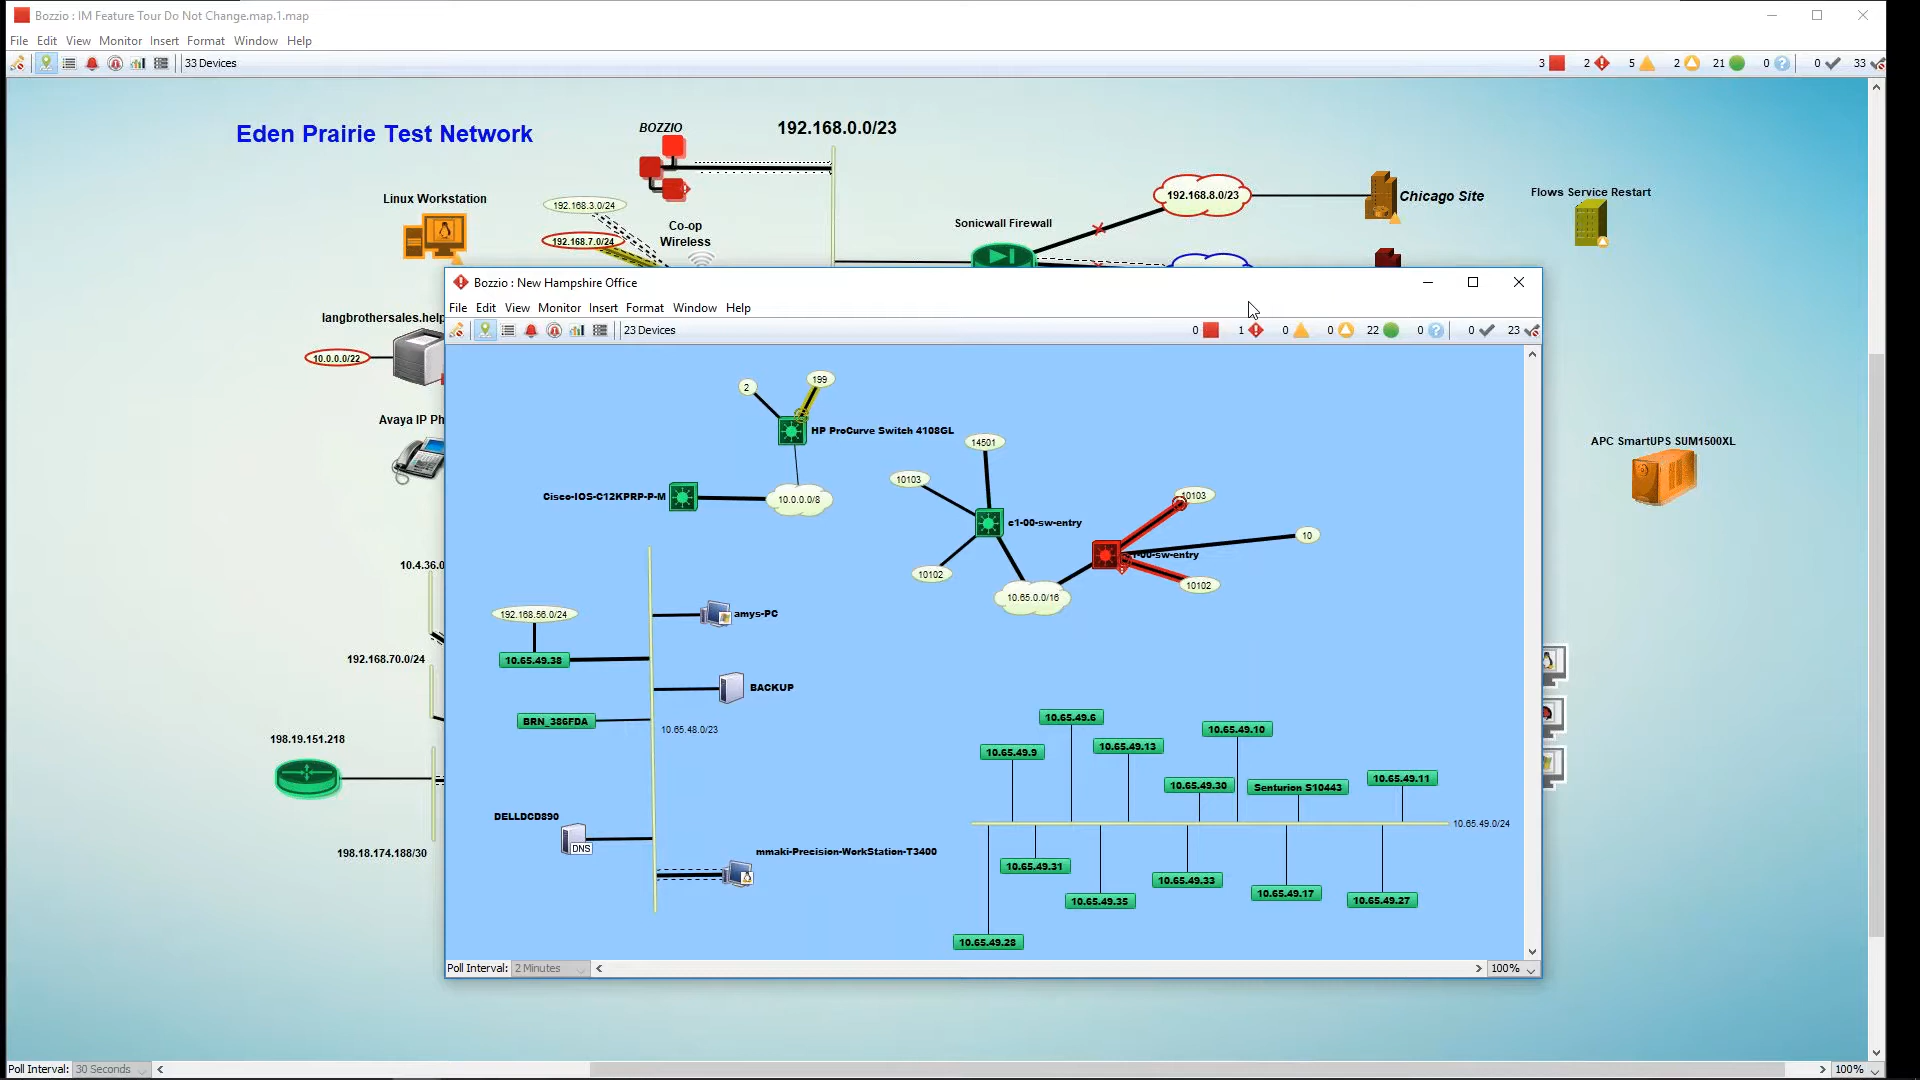 Bozzio : IM Feature Tour Do Not Change.map.1.map
File Edit View Monitor Insert Format Window Help
33 Devices
3 2 5 2 21 0 ? 0 33
Eden Prairie Test Network
BOZZIO
192.168.0.0/23
Linux Workstation
192.168.3.0/24
192.168.7.0/24
Co-op
Wireless
Sonicwall Firewall
192.168.8.0/23
Chicago Site
Flows Service Restart
langbrothersales.help
10.0.0.0/22
Avaya IP Ph
APC SmartUPS SUM1500XL
10.4.36.0
192.168.70.0/24
198.19.151.218
198.18.174.188/30
Bozzio : New Hampshire Office
File Edit View Monitor Insert Format Window Help
23 Devices
0 1 0 0 22 0 ? 0 23
2
199
HP ProCurve Switch 4108GL
Cisco-IOS-C12KPRP-P-M
10.0.0.0/8
14501
10103
c1-00-sw-entry
10102
10.65.0.0/16
10103
10
-00-sw-entry
10102
192.168.56.0/24
amys-PC
10.65.49.38
BACKUP
BRN_386FDA
10.65.48.0/23
DELLDCD890
DNS
mmaki-Precision-WorkStation-T3400
10.65.49.6
10.65.49.9
10.65.49.13
10.65.49.10
10.65.49.30
Senturion S10443
10.65.49.11
10.65.49.0/24
10.65.49.31
10.65.49.35
10.65.49.33
10.65.49.17
10.65.49.27
10.65.49.28
Poll Interval: 2 Minutes
100%
Poll Interval: 30 Seconds
100%